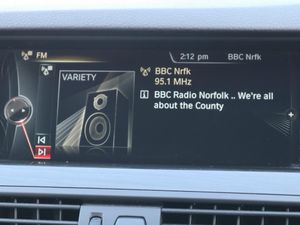 FM 2:12 pm BBC Nrfk
VARIETY
BBC Nrfk
95.1 MHz
BBC Radio Norfolk .. We're all
about the County